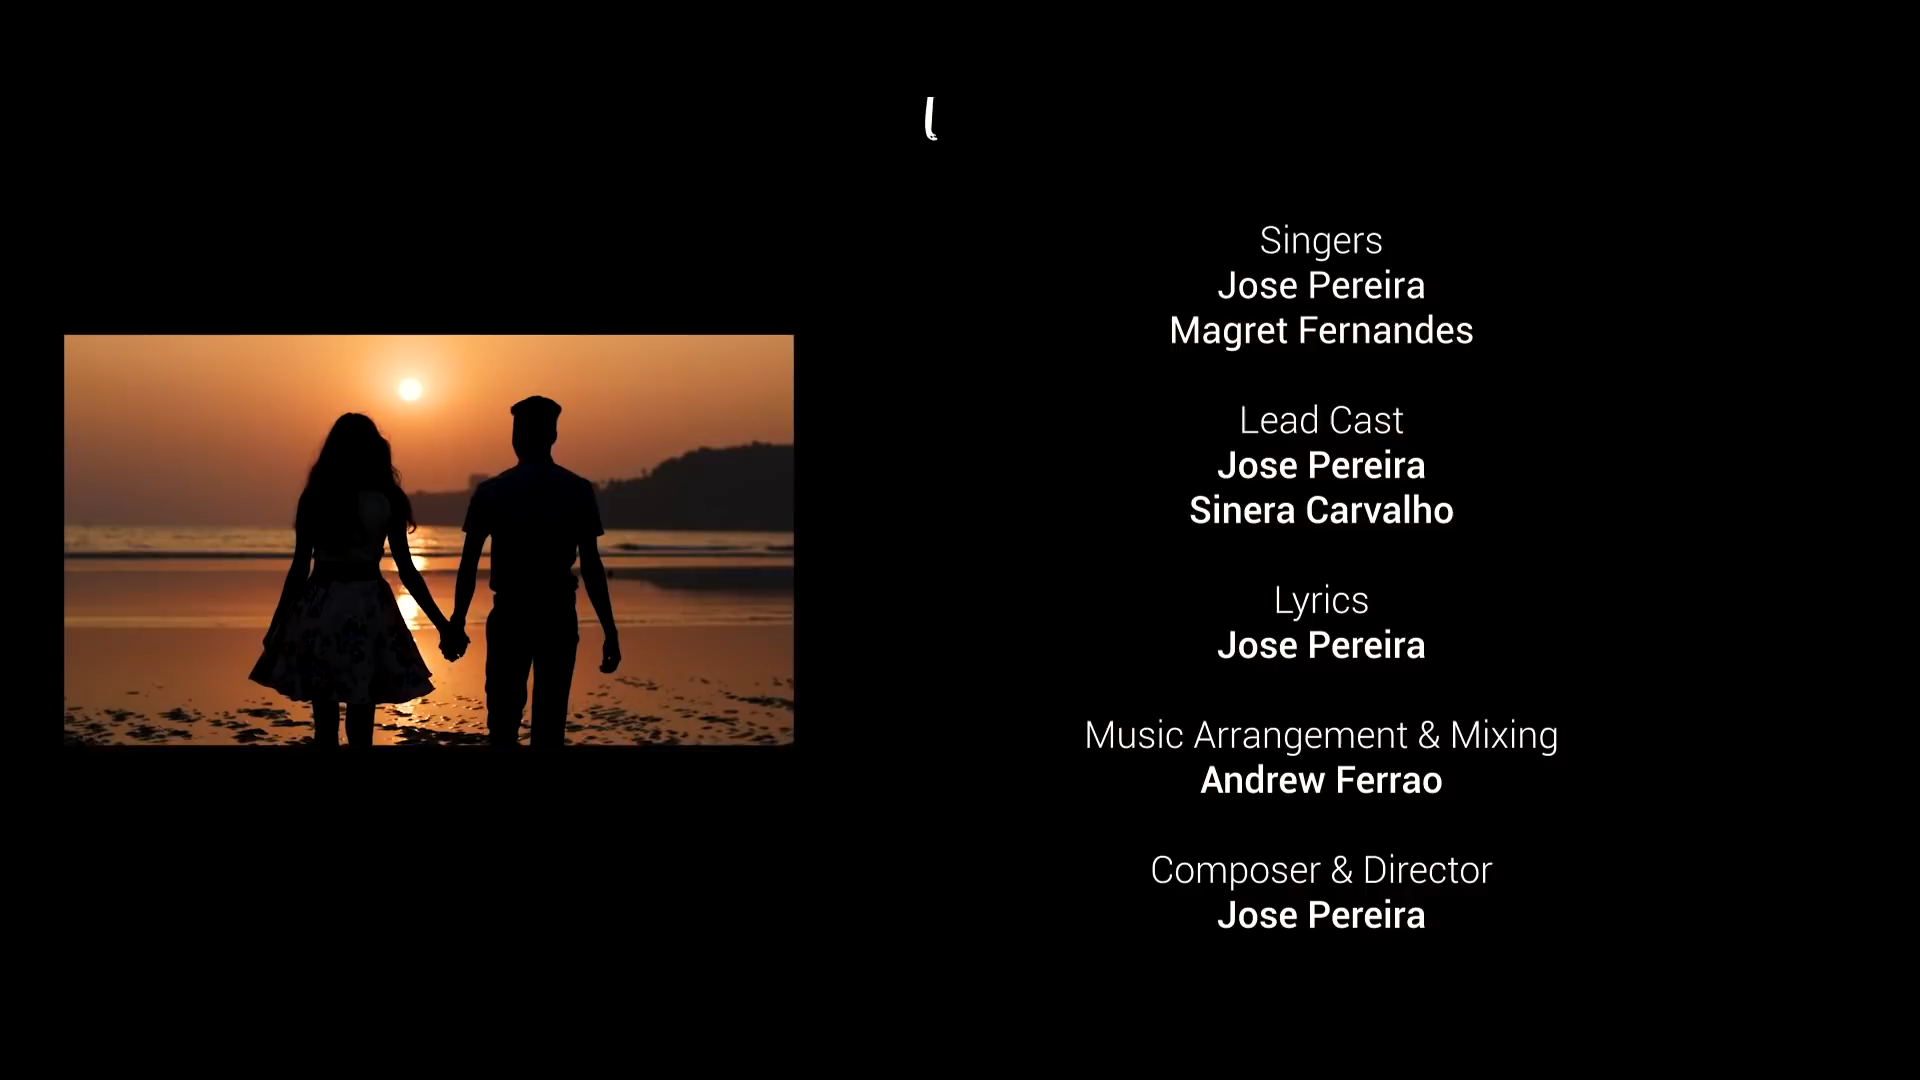 Singers
Jose Pereira
Magret Fernandes
Lead Cast
Jose Pereira
Sinera Carvalho
Lyrics
Jose Pereira
Music Arrangement & Mixing
Andrew Ferrao
Composer & Director
Jose Pereira